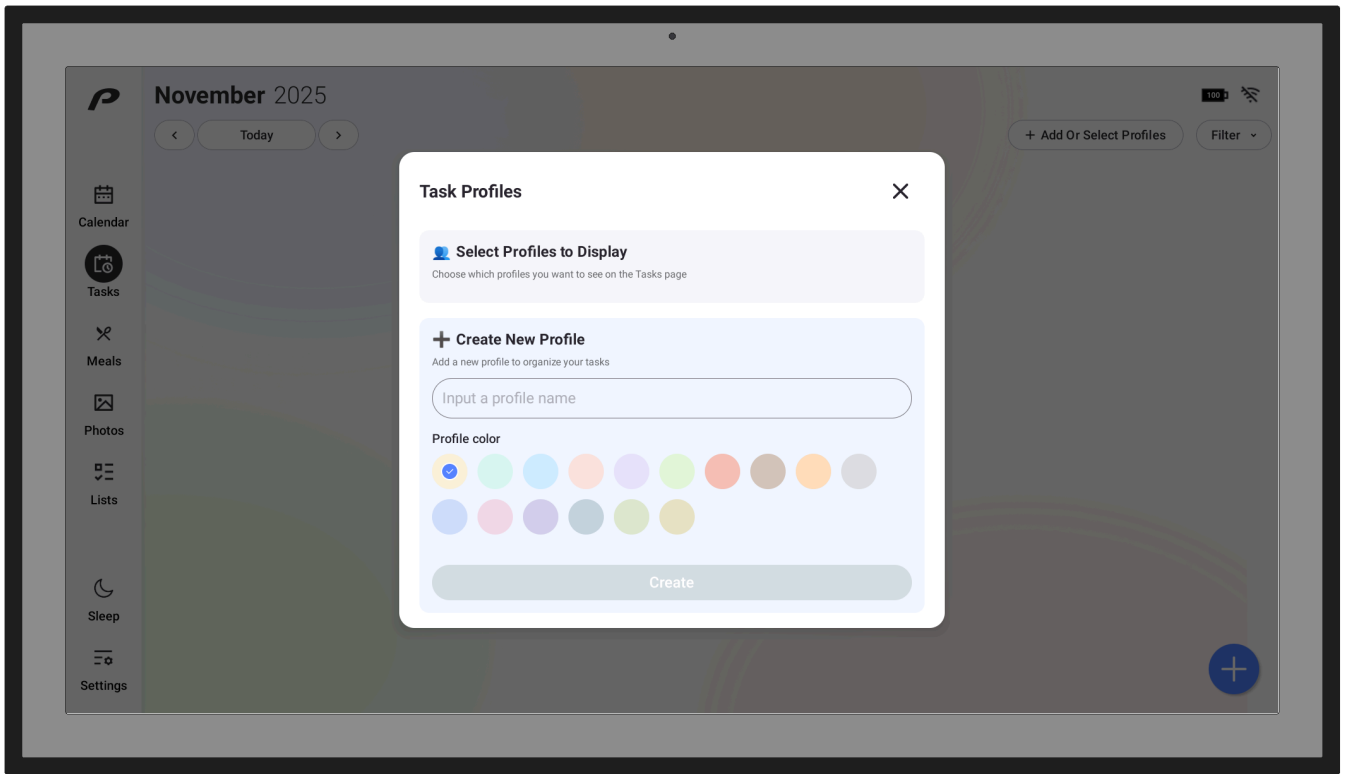 November 2025
100
< Today >
+ Add Or Select Profiles
Filter
Task Profiles
Select Profiles to Display
Choose which profiles you want to see on the Tasks page
Create New Profile
Add a new profile to organize your tasks
Input a profile name
Profile color
Create
Calendar
Tasks
Meals
Photos
Lists
Sleep
Settings